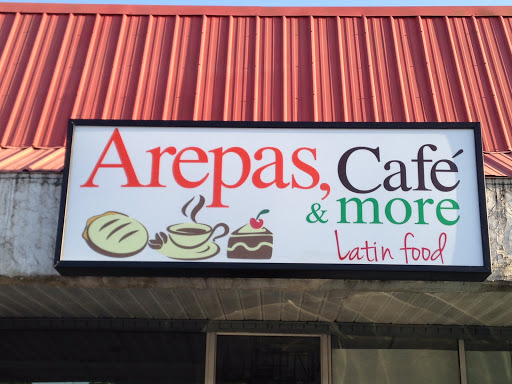 Arepas, Café
& more
Latin food